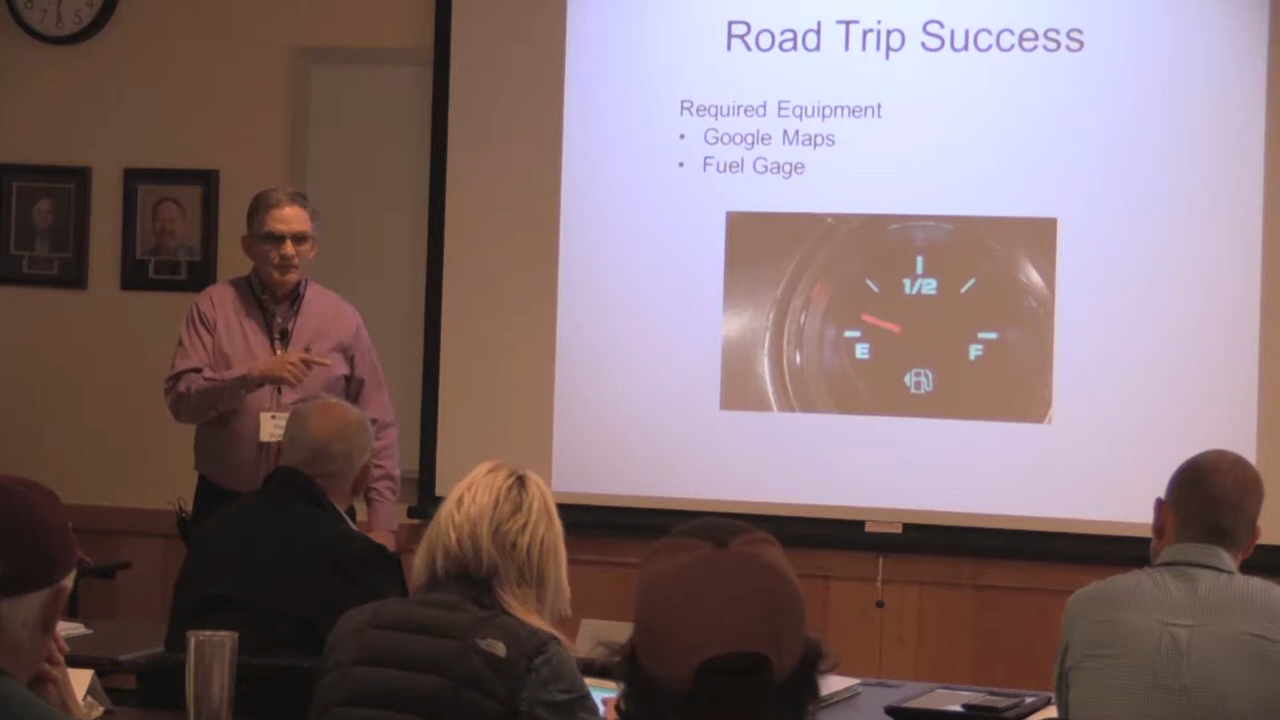 Road Trip Success
Required Equipment
• Google Maps
• Fuel Gage
1/2
E
F